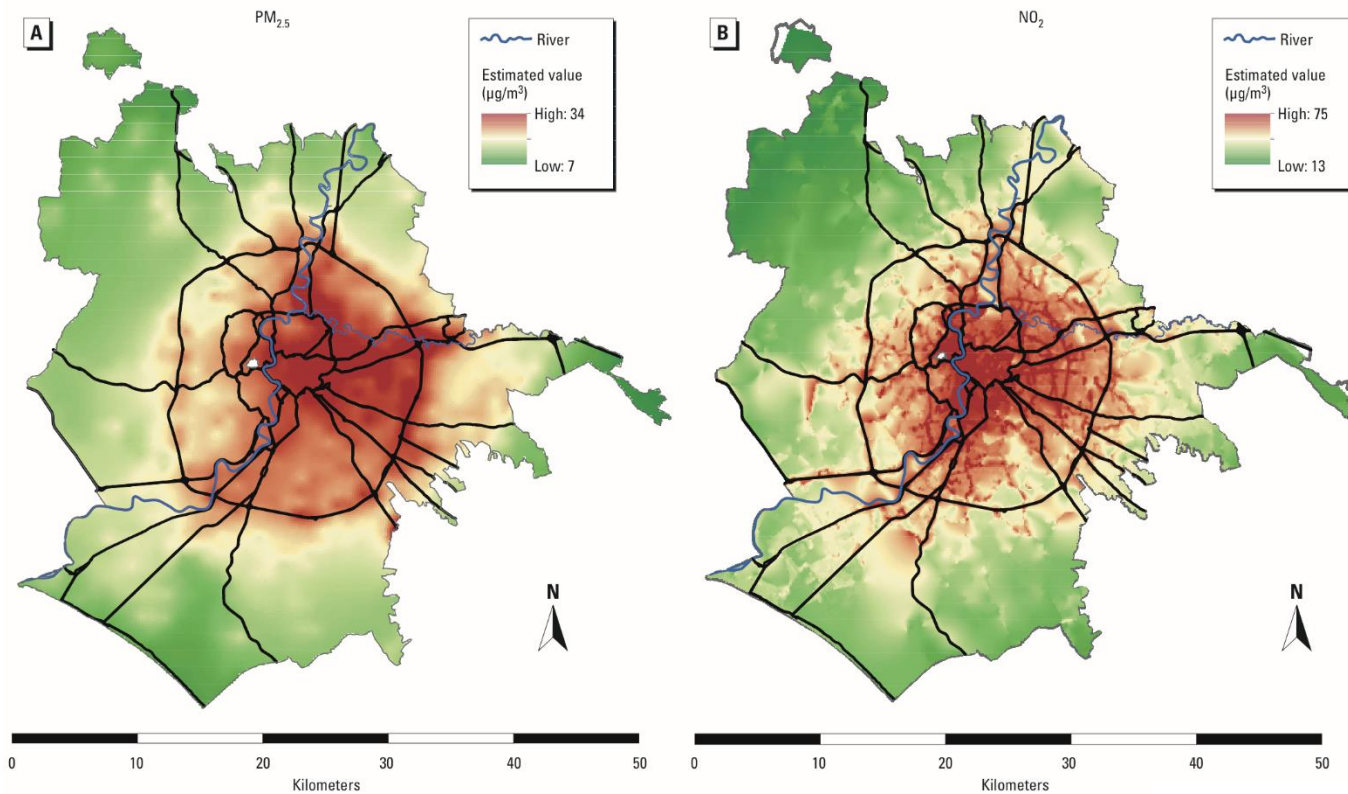 A
PM2.5
River
Estimated value
(µg/m3)
High: 34
Low: 7
N
0 10 20 30 40 50
Kilometers
B
NO2
River
Estimated value
(µg/m3)
High: 75
Low: 13
N
0 10 20 30 40 50
Kilometers